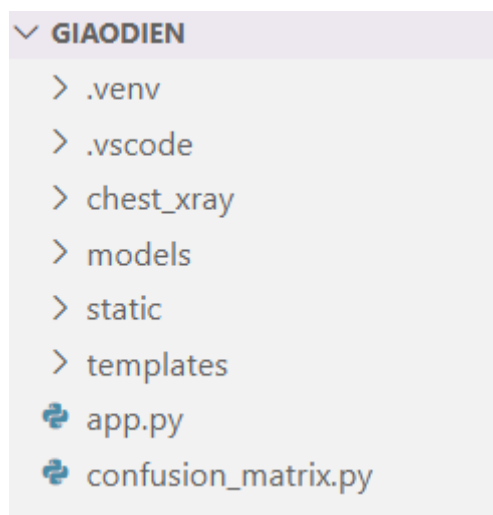 GIAODIEN
.venv
.vscode
chest_xray
models
static
templates
app.py
confusion_matrix.py